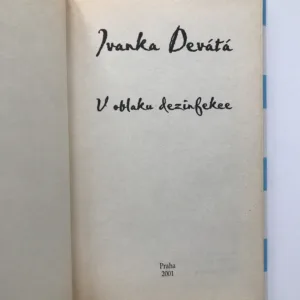 Ivanka Devátá
V oblaku dezinfekce
Praha
2001